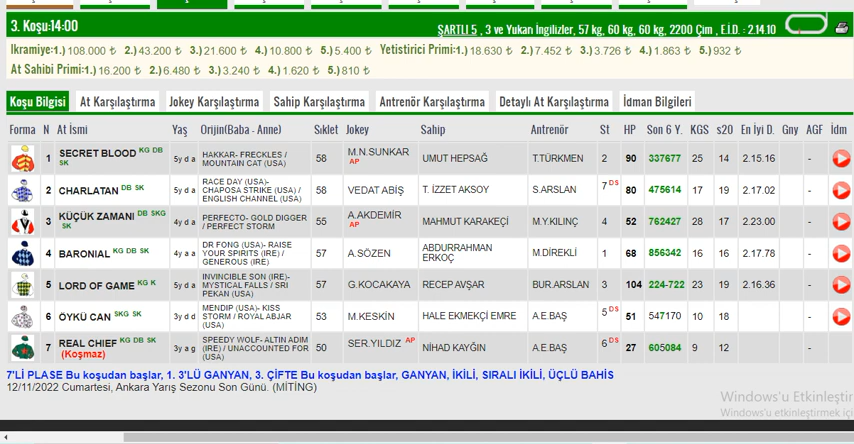 3. Koşu:14:00
ŞARTLI 5 , 3 ve Yukarı İngilizler, 57 kg, 60 kg, 60 kg, 2200 Çim , E.İ.D. : 2.14.10
Ikramiye:1.) 108.000 ₺ 2.) 43.200 ₺ 3.) 21.600 ₺ 4.) 10.800 ₺ 5.) 5.400 ₺ Yetistirici Primi:1.) 18.630 ₺ 2.) 7.452 ₺ 3.) 3.726 ₺ 4.) 1.863 ₺ 5.) 932 ₺
At Sahibi Primi:1.) 16.200 ₺ 2.) 6.480 ₺ 3.) 3.240 ₺ 4.) 1.620 ₺ 5.) 810 ₺
Koşu Bilgisi At Karşılaştırma Jokey Karşılaştırma Sahip Karşılaştırma Antrenör Karşılaştırma Detaylı At Karşılaştırma İdman Bilgileri
Forma N At İsmi Yaş Orijin(Baba - Anne) Sıklet Jokey Sahip Antrenör St HP Son 6 Y. KGS s20 En İyi D. Gny AGF İdm
1 SECRET BLOOD KG DB SK 5y d a HAKKAR- FRECKLES / MOUNTAIN CAT (USA) 58 M.N.SUNKAR AP UMUT HEPSAĞ T.TÜRKMEN 2 90 337677 25 14 2.15.16 -
2 CHARLATAN DB SK 5y d a RACE DAY (USA)- CHAPOSA STRIKE (USA) / ENGLISH CHANNEL (USA) 58 VEDAT ABİŞ T. İZZET AKSOY S.ARSLAN 7 DS 80 475614 17 19 2.17.02 -
3 KÜÇÜK ZAMANI DB SKG SK 4y d a PERFECTO- GOLD DIGGER / PERFECT STORM 55 A.AKDEMİR AP MAHMUT KARAKEÇİ M.Y.KILINÇ 4 52 762427 28 17 2.23.00 -
4 BARONIAL KG DB SK 4y a a DR FONG (USA)- RAISE YOUR SPIRITS (IRE) / GENEROUS (IRE) 57 A.SÖZEN ABDURRAHMAN ERKOÇ M.DİREKLİ 1 68 856342 16 16 2.17.78 -
5 LORD OF GAME KG K 5y d a INVINCIBLE SON (IRE)- MYSTICAL FALLS / SRI PEKAN (USA) 57 G.KOCAKAYA RECEP AVŞAR BUR.ARSLAN 3 104 224-722 23 19 2.16.36 -
6 ÖYKÜ CAN SKG SK 3y d d MENDIP (USA)- KISS STORM / ROYAL ABJAR (USA) 53 M.KESKİN HALE EKMEKÇİ EMRE A.E.BAŞ 5 DS 51 547170 10 18 -
7 REAL CHIEF KG DB SK (Koşmaz) 3y a g SPEEDY WOLF- ALTIN ADIM (IRE) / UNACCOUNTED FOR (USA) 50 SER.YILDIZ AP NİHAD KAYĞIN A.E.BAŞ 6 DS 27 605084 9 12 -
7'Lİ PLASE Bu koşudan başlar, 1. 3'LÜ GANYAN, 3. ÇİFTE Bu koşudan başlar, GANYAN, İKİLİ, SIRALI İKİLİ, ÜÇLÜ BAHİS
12/11/2022 Cumartesi, Ankara Yarış Sezonu Son Günü. (MİTİNG)
Windows'u Etkinleştir
Windows'u etkinleştirmek içi